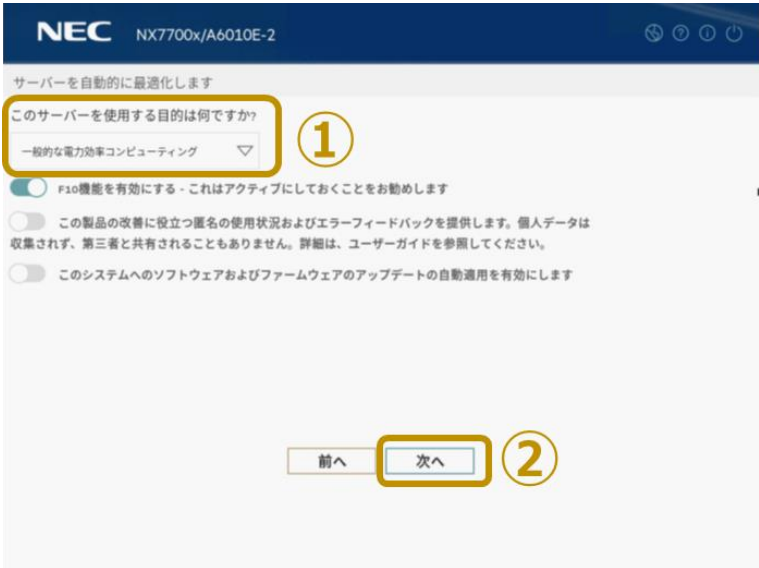 NEC NX7700x/A6010E-2
サーバーを自動的に最適化します
このサーバーを使用する目的は何ですか?
①
一般的な電力効率コンピューティング
F10機能を有効にする - これはアクティブにしておくことをお勧めします
この製品の改善に役立つ匿名の使用状況およびエラーフィードバックを提供します。個人データは
収集されず、第三者と共有されることもありません。詳細は、ユーザーガイドを参照してください。
このシステムへのソフトウェアおよびファームウェアのアップデートの自動適用を有効にします
前へ 次へ ②